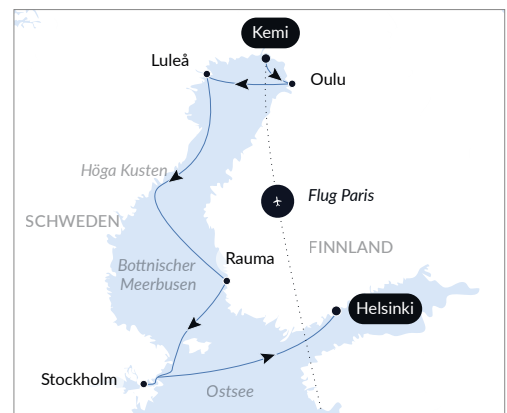 Kemi
Luleå
Oulu
Höga Kusten
Flug Paris
SCHWEDEN
FINNLAND
Rauma
Bottnischer
Meerbusen
Helsinki
Stockholm
Ostsee